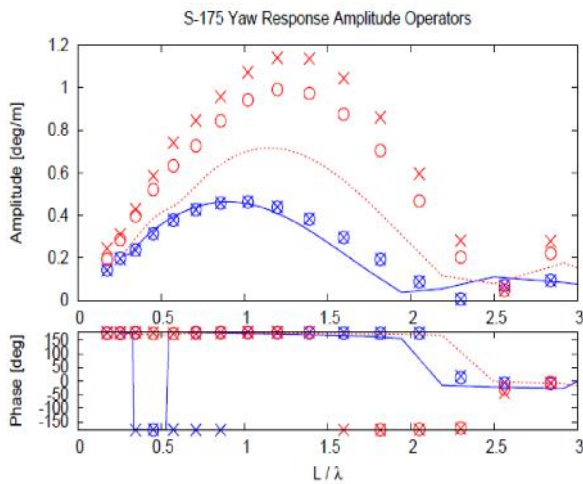 S-175 Yaw Response Amplitude Operators
Amplitude [deg/m]
1.2
1
0.8
0.6
0.4
0.2
0
0 0.5 1 1.5 2 2.5 3
Phase [deg]
150
100
50
0
-50
-100
-150
0 0.5 1 1.5 2 2.5 3
L / λ